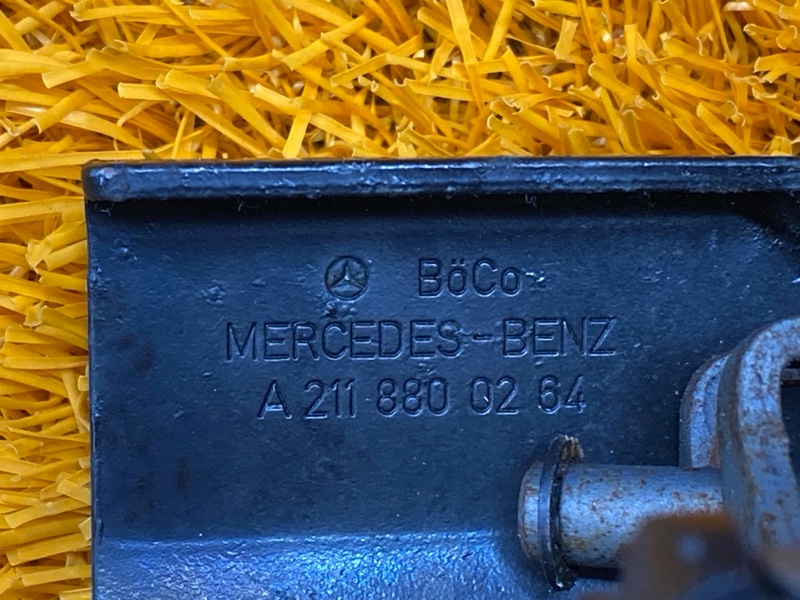 BöCo
MERCEDES-BENZ
A 211 880 02 64